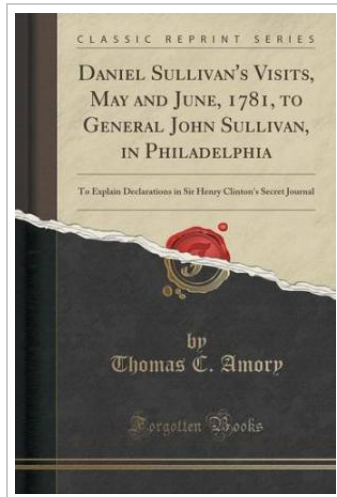 CLASSIC REPRINT SERIES
DANIEL SULLIVAN'S VISITS,
MAY AND JUNE, 1781, TO
GENERAL JOHN SULLIVAN,
IN PHILADELPHIA
To Explain Declarations in Sir Henry Clinton's Secret Journal
by
Thomas C. Amory
Forgotten Books